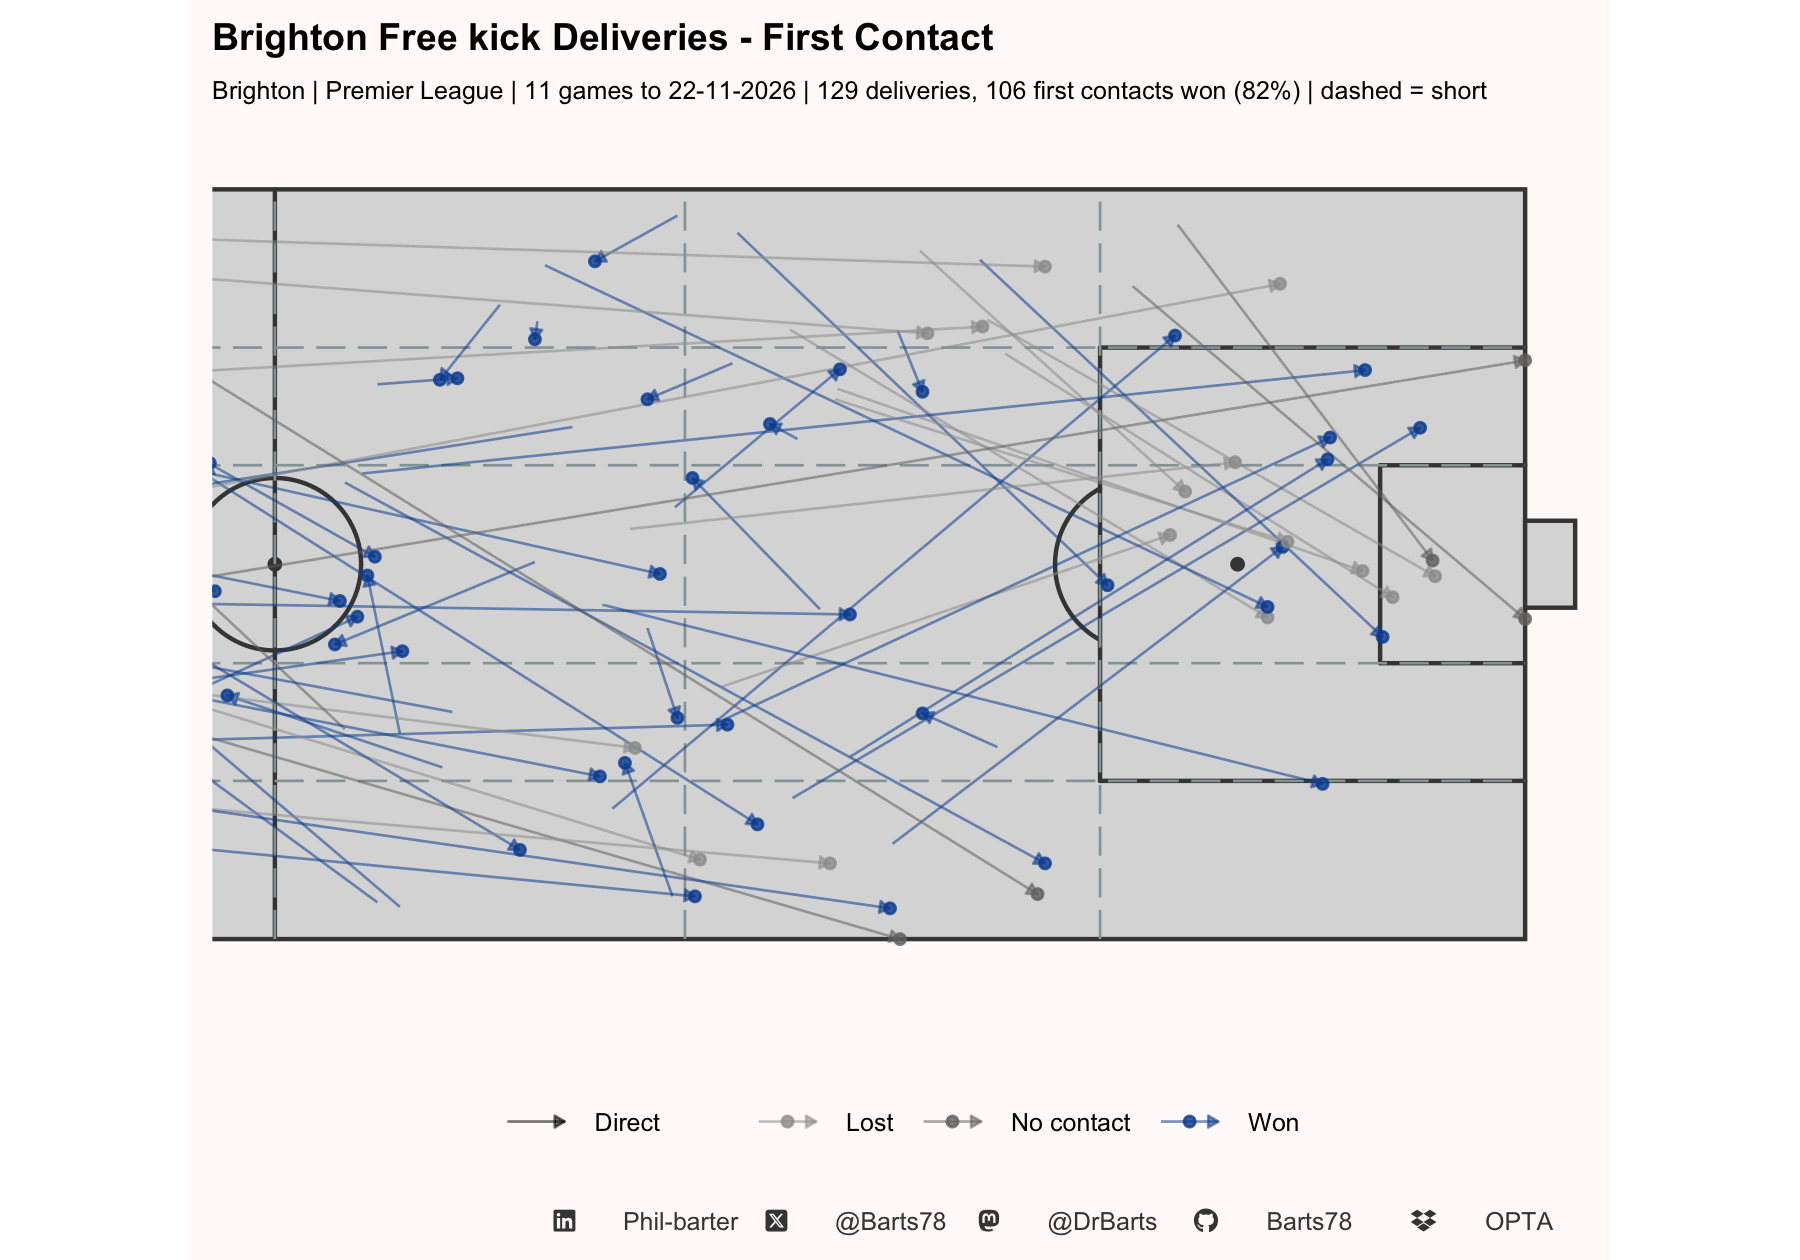 Brighton Free kick Deliveries - First Contact
Brighton | Premier League | 11 games to 22-11-2026 | 129 deliveries, 106 first contacts won (82%) | dashed = short
Direct Lost No contact Won
Phil-barter @Barts78 @DrBarts Barts78 OPTA